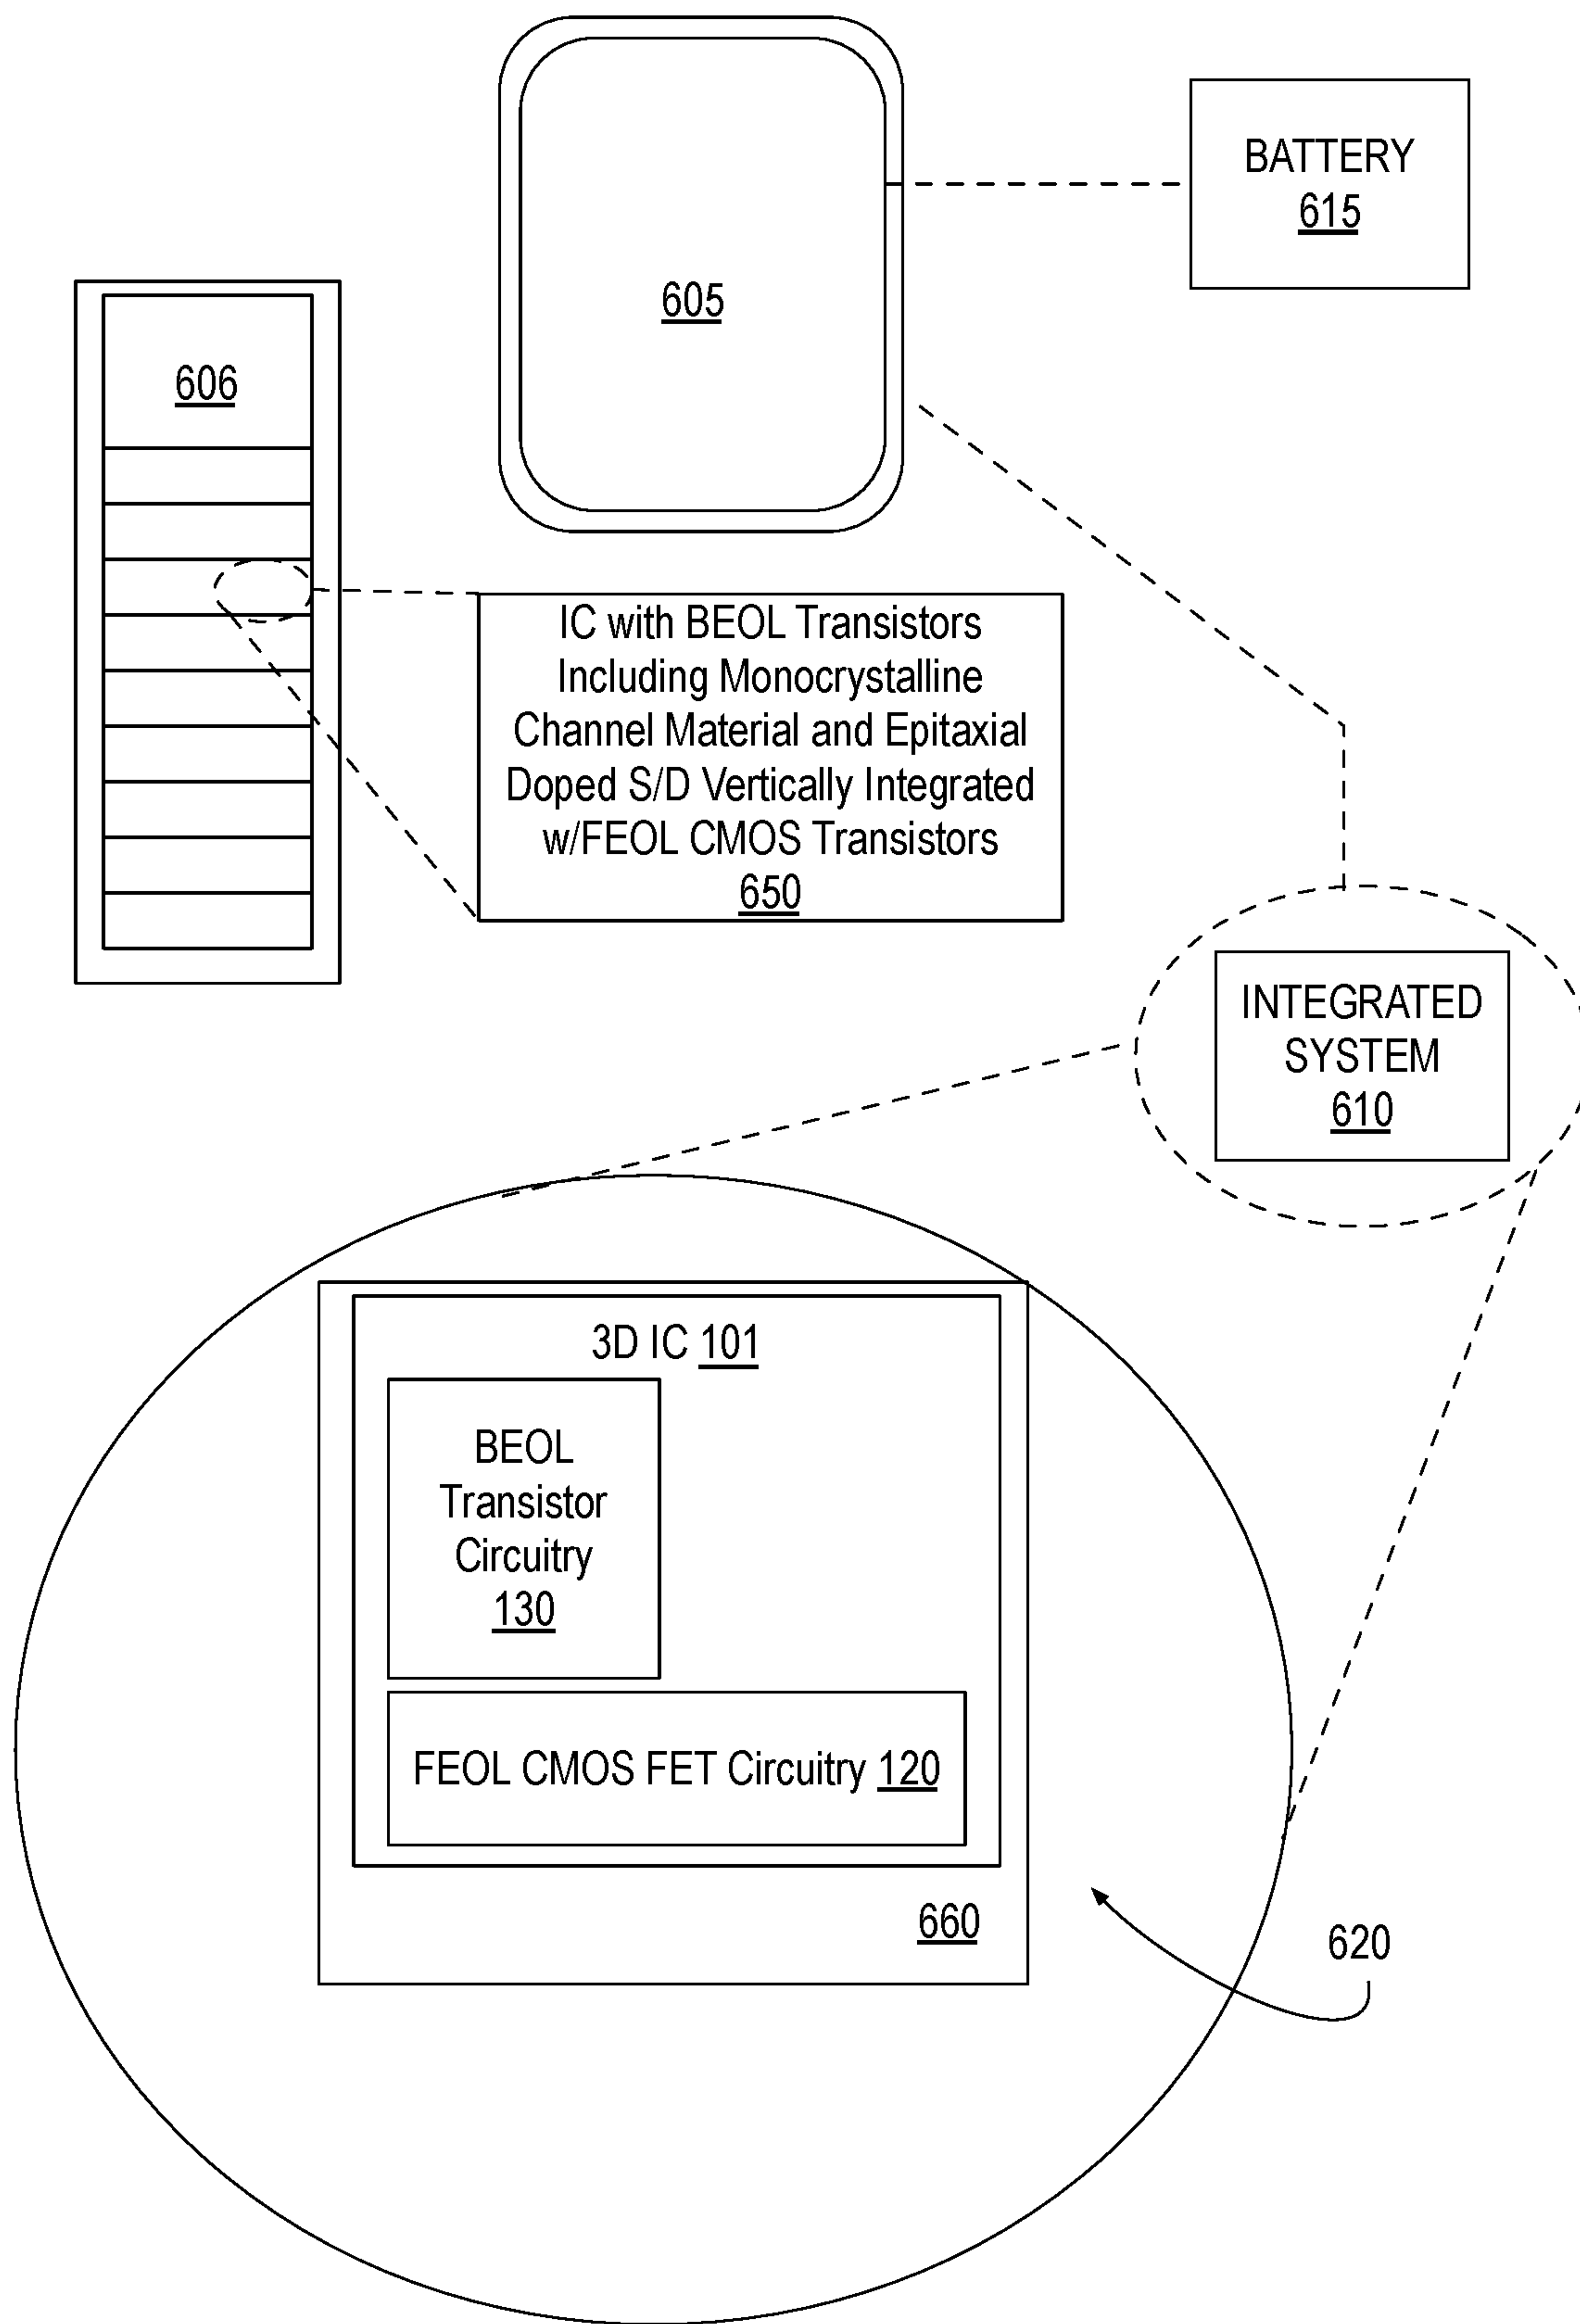 BATTERY
615
605
606
IC with BEOL Transistors
Including Monocrystalline
Channel Material and Epitaxial
Doped S/D Vertically Integrated
w/FEOL CMOS Transistors
650
INTEGRATED
SYSTEM
610
3D IC 101
BEOL
Transistor
Circuitry
130
FEOL CMOS FET Circuitry 120
660
620